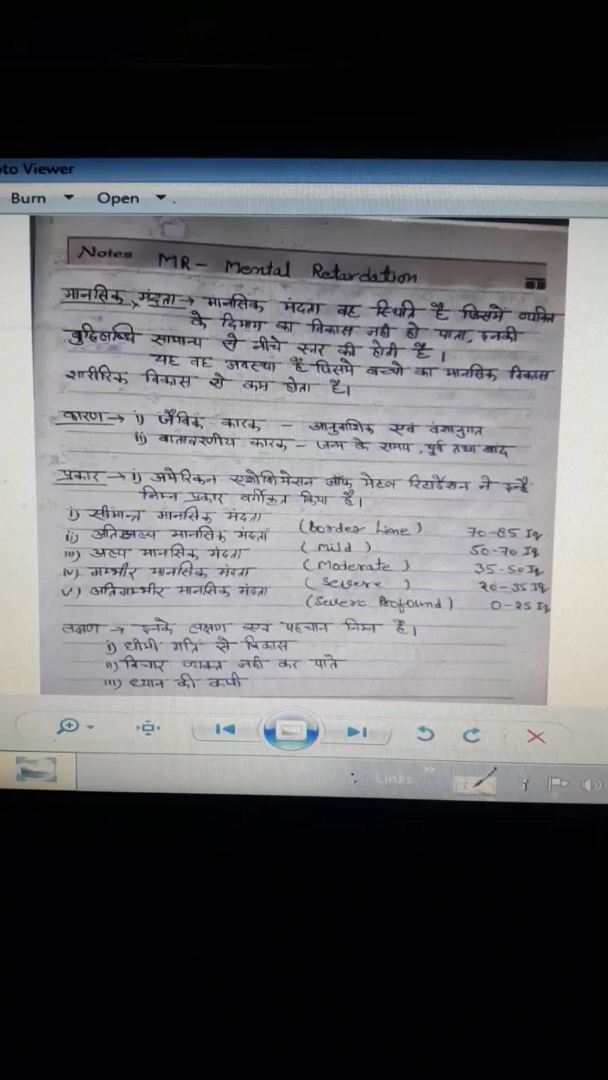 to Viewer
Burn Open
Notes MR- Mental Retardation
मानसिक मंदता → मानसिक मंदता वह स्थिति है जिसमें व्यक्ति
के दिमाग का विकास नही हो पाता, इनकी
बुद्धिलब्धि सामान्य से नीचे स्तर की होती है।
यह वह अवस्था है जिसमे बच्चो का मानसिक विकास
शारीरिक विकास से कम होता है।
कारण → i) जैविक कारक - आनुवांशिक एवं वंशानुगत
ii) वातावरणीय कारक - जन्म के समय, पूर्व तथा बाद
प्रकार → i) अमेरिकन एशोशिमेसन ऑफ मेंटल रिटार्डेसन ने इन्हे
निम्न प्रकार वर्गीकृत किया है।
i) सीमान्त मानसिक मंदता (Border Line) 70-85 Iq
ii) अतिअल्प मानसिक मंदता (Mild) 50-70 Iq
iii) अल्प मानसिक मंदता (Moderate) 35-50 Iq
iv) गम्भीर मानसिक मंदता (Severe) 20-35 Iq
v) अतिगम्भीर मानसिक मंदता (Severe Profound) 0-25 Iq
लक्षण → इनके लक्षण एवं पहचान निम्न है।
i) धीमी गति से विकास
ii) विचार व्यक्त नही कर पाते
iii) ध्यान की कमी
Links